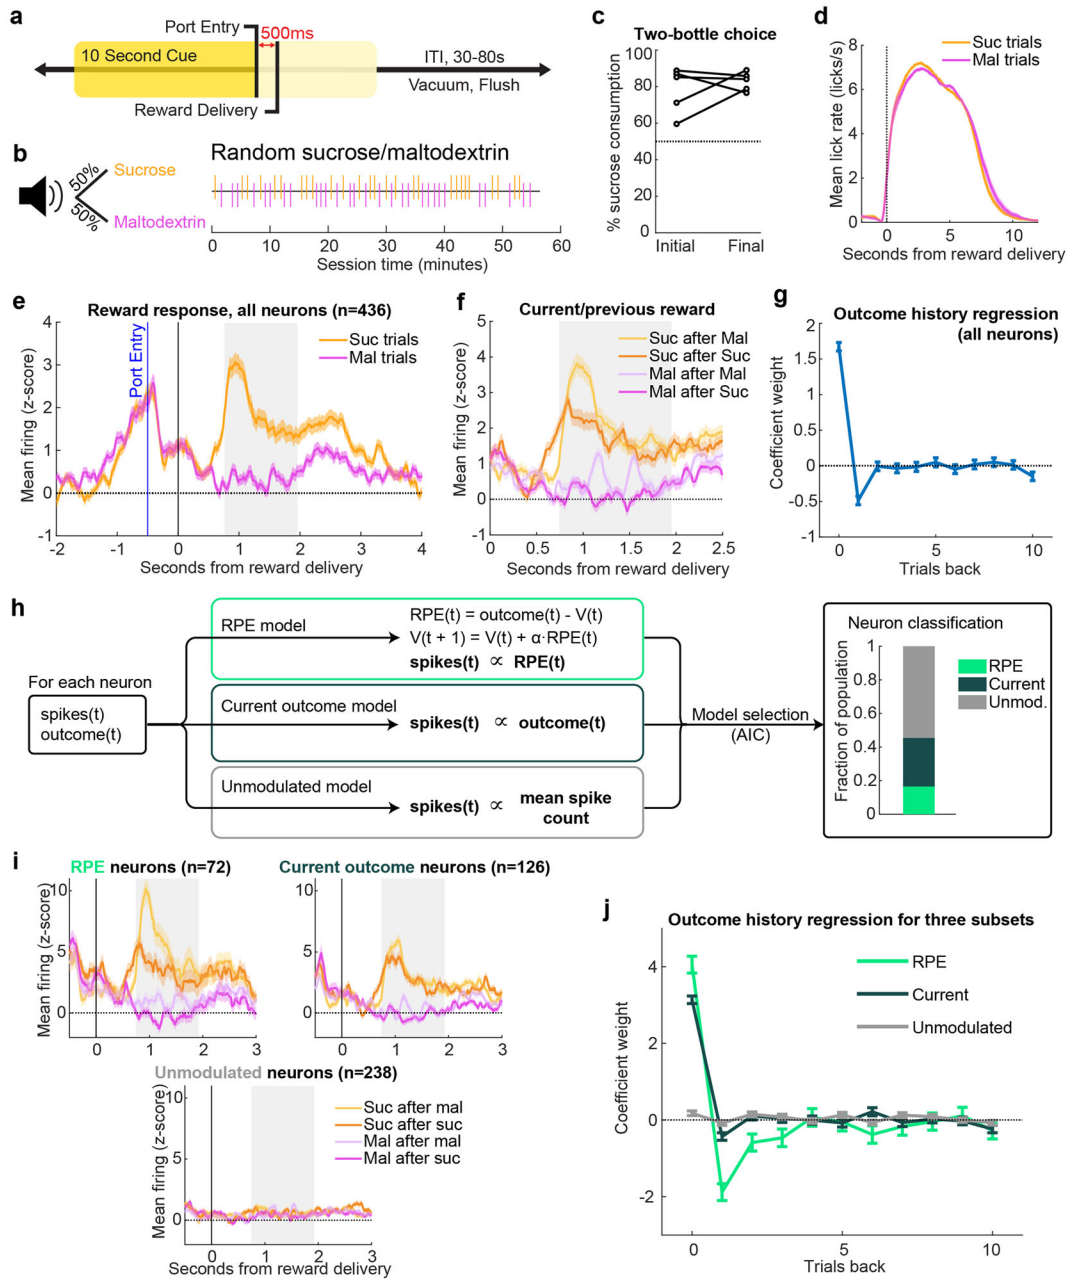 a
Port Entry
500ms
10 Second Cue
ITI, 30-80s
Vacuum, Flush
Reward Delivery
b
50%
50%
Sucrose
Maltodextrin
Random sucrose/maltodextrin
0 10 20 30 40 50 60
Session time (minutes)
c
Two-bottle choice
% sucrose consumption
100
80
60
40
20
0
Initial Final
d
Suc trials
Mal trials
Mean lick rate (licks/s)
8
6
4
2
0
0 5 10
Seconds from reward delivery
e
Reward response, all neurons (n=436)
Suc trials
Mal trials
Port Entry
Mean firing (z-score)
4
3
2
1
0
-1
-2 -1 0 1 2 3 4
Seconds from reward delivery
f
Current/previous reward
Suc after Mal
Suc after Suc
Mal after Mal
Mal after Suc
Mean firing (z-score)
5
4
3
2
1
0
-1
0 0.5 1 1.5 2 2.5
Seconds from reward delivery
g
Outcome history regression
(all neurons)
Coefficient weight
2
1.5
1
0.5
0
-0.5
-1
0 5 10
Trials back
h
For each neuron
spikes(t)
outcome(t)
RPE model
RPE(t) = outcome(t) - V(t)
V(t + 1) = V(t) + α·RPE(t)
spikes(t) ∝ RPE(t)
Current outcome model
spikes(t) ∝ outcome(t)
Unmodulated model
spikes(t) ∝ mean spike
count
Model selection
(AIC)
Neuron classification
Fraction of population
1
0.8
0.6
0.4
0.2
0
RPE
Current
Unmod.
i
RPE neurons (n=72)
Mean firing (z-score)
10
5
0
0 1 2 3
Current outcome neurons (n=126)
10
5
0
0 1 2 3
Unmodulated neurons (n=238)
Mean firing (z-score)
10
5
0
0 1 2 3
Seconds from reward delivery
Suc after mal
Suc after suc
Mal after mal
Mal after suc
j
Outcome history regression for three subsets
RPE
Current
Unmodulated
Coefficient weight
4
2
0
-2
0 5 10
Trials back